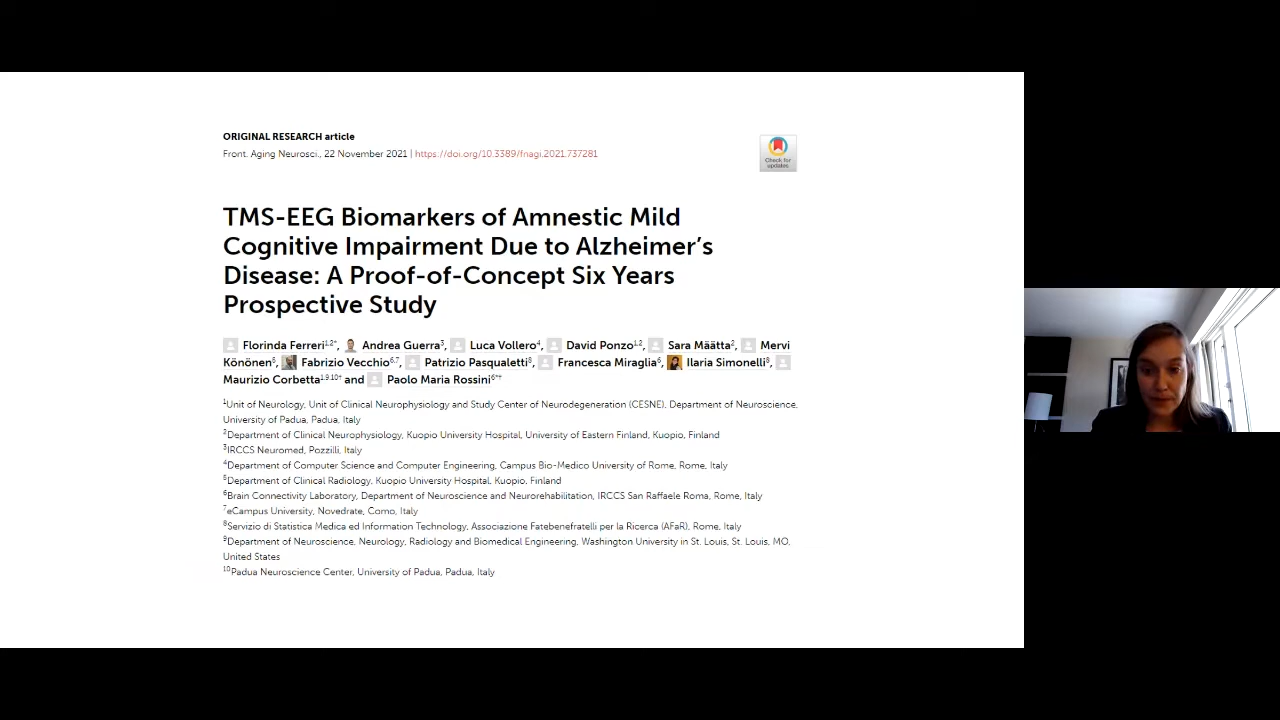 ORIGINAL RESEARCH article
Front. Aging Neurosci., 22 November 2021 | https://doi.org/10.3389/fnagi.2021.737281
Check for
updates
TMS-EEG Biomarkers of Amnestic Mild
Cognitive Impairment Due to Alzheimer’s
Disease: A Proof-of-Concept Six Years
Prospective Study
Florinda Ferreri1,2*, Andrea Guerra3, Luca Vollero4, David Ponzo1,2, Sara Määtta2, Mervi
Könönen5, Fabrizio Vecchio6,7, Patrizio Pasqualetti8, Francesca Miraglia6, Ilaria Simonelli8,
Maurizio Corbetta1,9,10† and Paolo Maria Rossini6*†
1Unit of Neurology, Unit of Clinical Neurophysiology and Study Center of Neurodegeneration (CESNE), Department of Neuroscience,
University of Padua, Padua, Italy
2Department of Clinical Neurophysiology, Kuopio University Hospital, University of Eastern Finland, Kuopio, Finland
3IRCCS Neuromed, Pozzilli, Italy
4Department of Computer Science and Computer Engineering, Campus Bio-Medico University of Rome, Rome, Italy
5Department of Clinical Radiology, Kuopio University Hospital, Kuopio, Finland
6Brain Connectivity Laboratory, Department of Neuroscience and Neurorehabilitation, IRCCS San Raffaele Roma, Rome, Italy
7eCampus University, Novedrate, Como, Italy
8Servizio di Statistica Medica ed Information Technology, Associazione Fatebenefratelli per la Ricerca (AFaR), Rome, Italy
9Department of Neuroscience, Neurology, Radiology and Biomedical Engineering, Washington University in St. Louis, St. Louis, MO,
United States
10Padua Neuroscience Center, University of Padua, Padua, Italy